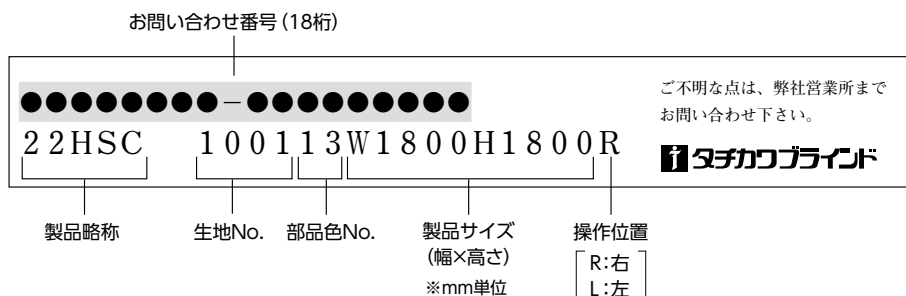 お問い合わせ番号(18桁)
●●●●●●●●-●●●●●●●●●
ご不明な点は、弊社営業所まで
お問い合わせ下さい。
22HSC 100113W1800H1800R
タチカワブラインド
製品略称 生地No. 部品色No. 製品サイズ 操作位置
(幅×高さ)
※mm単位
R:右
L:左